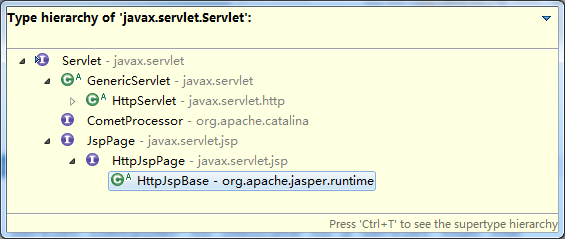 Type hierarchy of 'javax.servlet.Servlet':
Servlet - javax.servlet
GenericServlet - javax.servlet
HttpServlet - javax.servlet.http
CometProcessor - org.apache.catalina
JspPage - javax.servlet.jsp
HttpJspPage - javax.servlet.jsp
HttpJspBase - org.apache.jasper.runtime
Press 'Ctrl+T' to see the supertype hierarchy